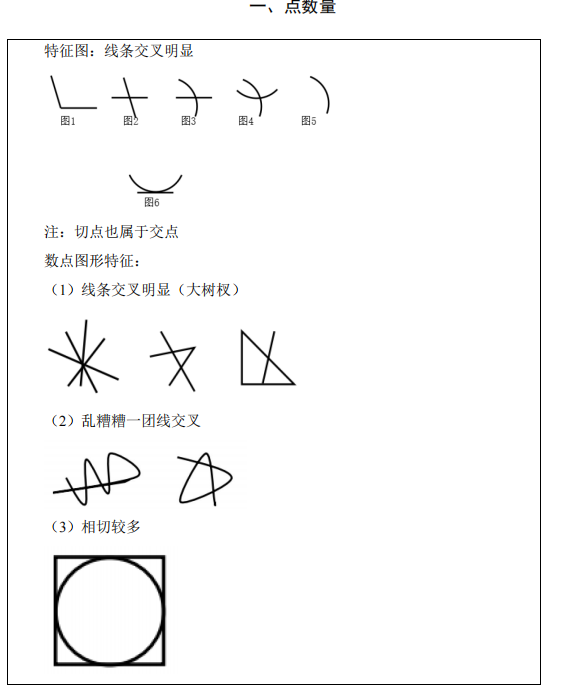 一、点数量
特征图：线条交叉明显
图1 图2 图3 图4 图5
图6
注：切点也属于交点
数点图形特征：
（1）线条交叉明显（大树杈）
（2）乱糟糟一团线交叉
（3）相切较多